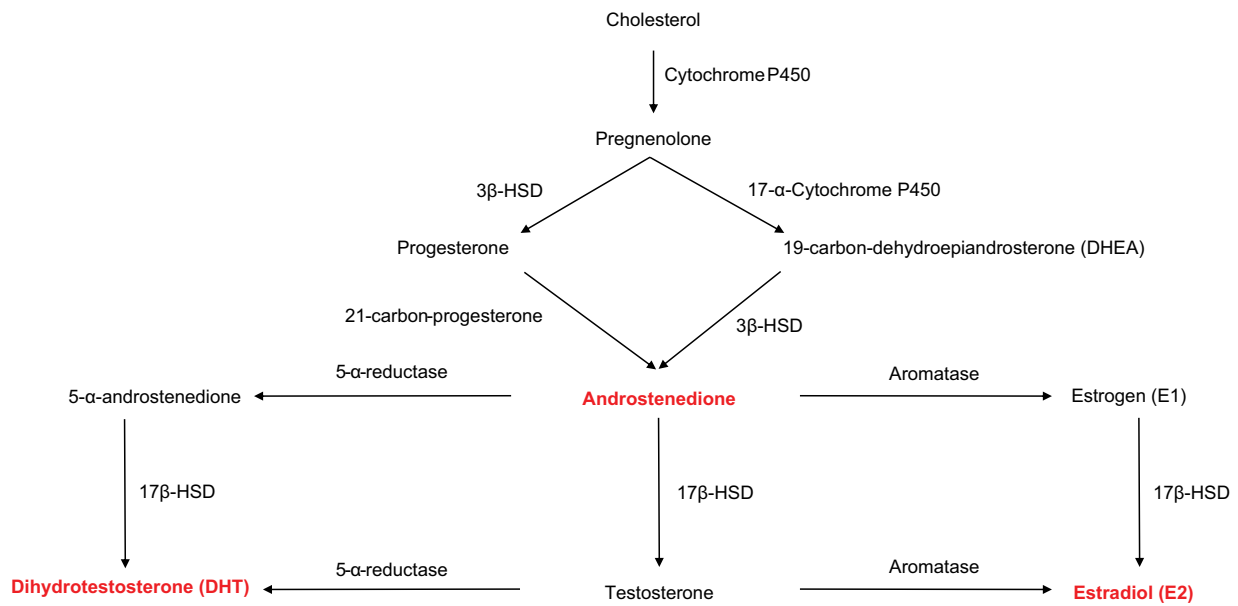 Cholesterol
Cytochrome P450
Pregnenolone
3β-HSD
17-α-Cytochrome P450
Progesterone
19-carbon-dehydroepiandrosterone (DHEA)
21-carbon-progesterone
3β-HSD
5-α-reductase
Aromatase
5-α-androstenedione
Androstenedione
Estrogen (E1)
17β-HSD
17β-HSD
17β-HSD
5-α-reductase
Aromatase
Dihydrotestosterone (DHT)
Testosterone
Estradiol (E2)